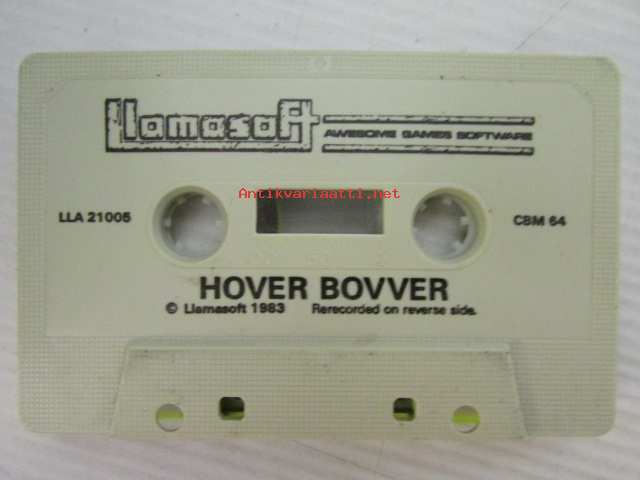 Llamasoft
AWESOME GAMES SOFTWARE
Antikvariaatti.net
LLA 21005
CBM 64
HOVER BOVVER
© Llamasoft 1983 Rerecorded on reverse side.